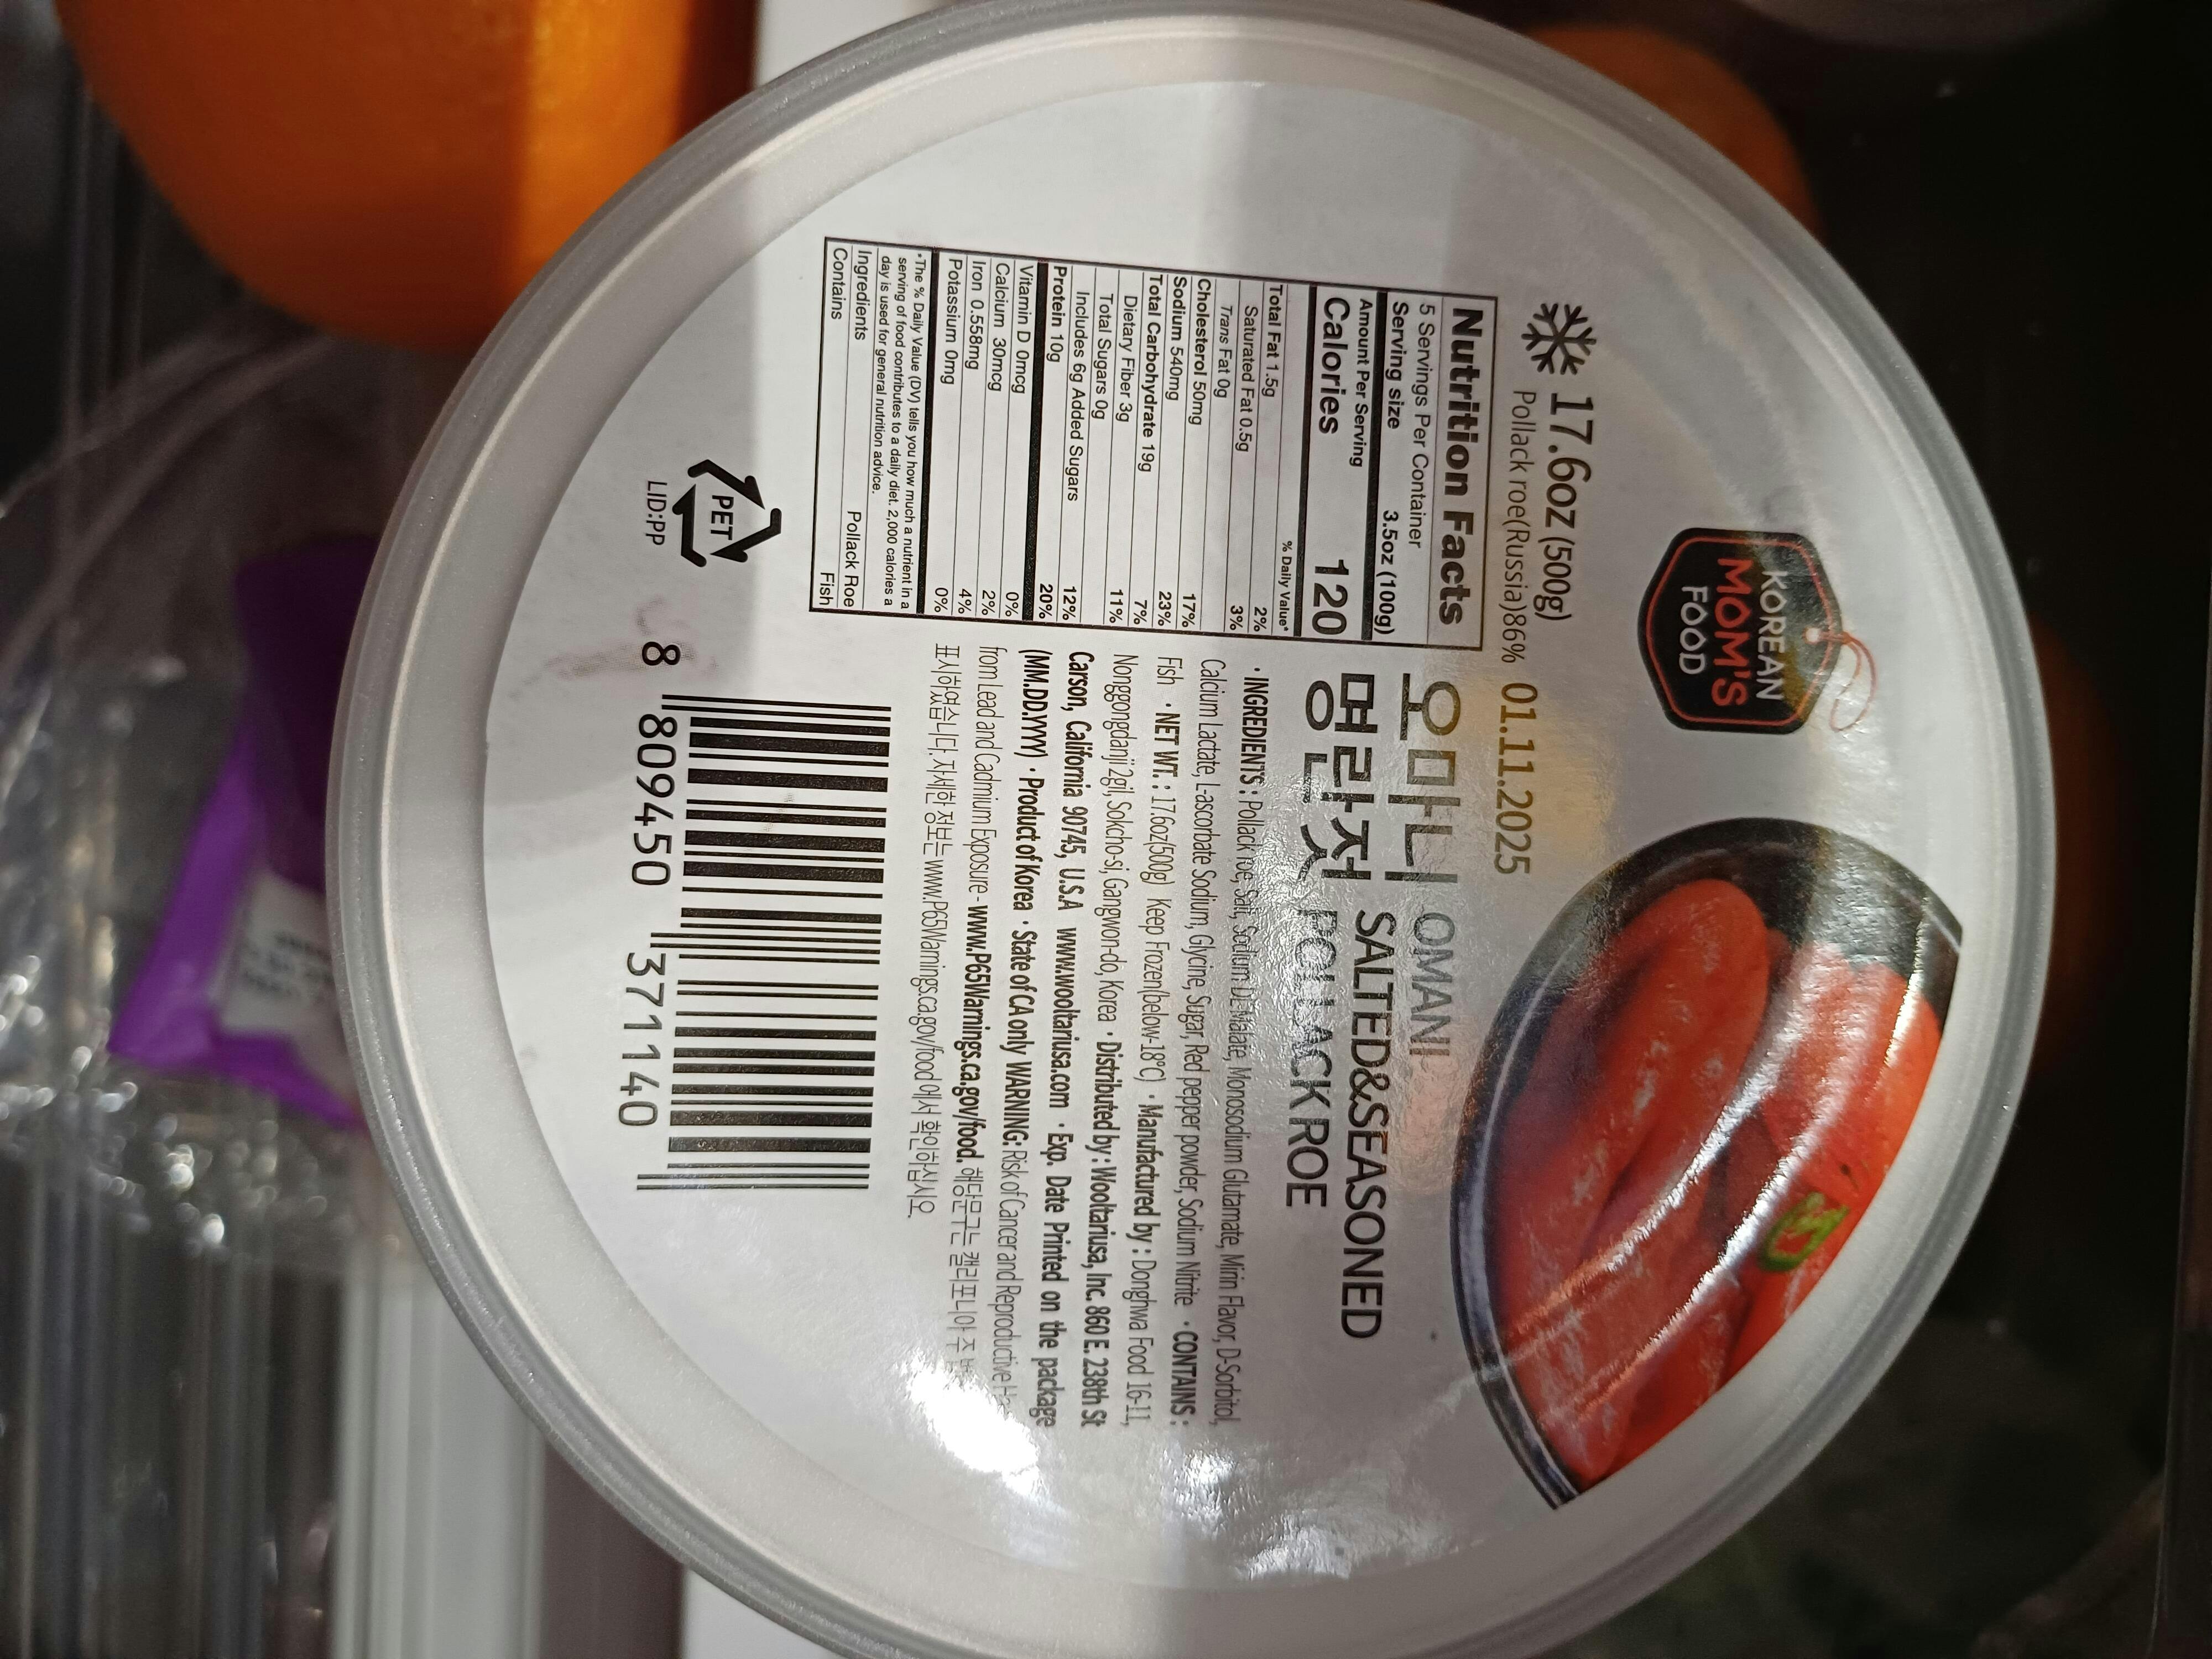 KOREAN
MOM'S
FOOD
17.6oz (500g)
Pollack roe(Russia)86%
01.11.2025
Nutrition Facts
5 Servings Per Container
Serving size 3.5oz (100g)
Amount Per Serving
Calories 120
% Daily Value*
Total Fat 1.5g 2%
Saturated Fat 0.5g 3%
Trans Fat 0g
Cholesterol 50mg 17%
Sodium 540mg 23%
Total Carbohydrate 19g 7%
Dietary Fiber 3g 11%
Total Sugars 0g
Includes 6g Added Sugars 12%
Protein 10g 20%
Vitamin D 0mcg 0%
Calcium 30mcg 2%
Iron 0.558mg 4%
Potassium 0mg 0%
*The % Daily Value (DV) tells you how much a nutrient in a
serving of food contributes to a daily diet. 2,000 calories a
day is used for general nutrition advice.
Ingredients Pollack Roe
Contains Fish
PET
LID:PP
오마니 OMANI
명란젓 SALTED&SEASONED
POLLACK ROE
· INGREDIENTS : Pollack roe, Salt, Sodium DL-Malate, Monosodium Glutamate, Mirin Flavor, D-Sorbitol,
Calcium Lactate, L-ascorbate Sodium, Glycine, Sugar, Red pepper powder, Sodium Nitrite · CONTAINS :
Fish · NET WT. : 17.6oz(500g) Keep Frozen(below-18°C) · Manufactured by : Donghwa Food 16-11,
Nonggongdanji 2gil, Sokcho-si, Gangwon-do, Korea · Distributed by : Wooltariusa, Inc. 860 E. 238th St
Carson, California 90745, U.S.A www.wooltariusa.com · Exp. Date Printed on the package
(MM.DD.YYYY) · Product of Korea · State of CA only WARNING: Risk of Cancer and Reproductive
from Lead and Cadmium Exposure - www.P65Warnings.ca.gov/food. 해당문구는 캘리포니아 주
표시하였습니다. 자세한 정보는 www.P65Warnings.ca.gov/food 에서 확인하십시오.
8 809450 371140